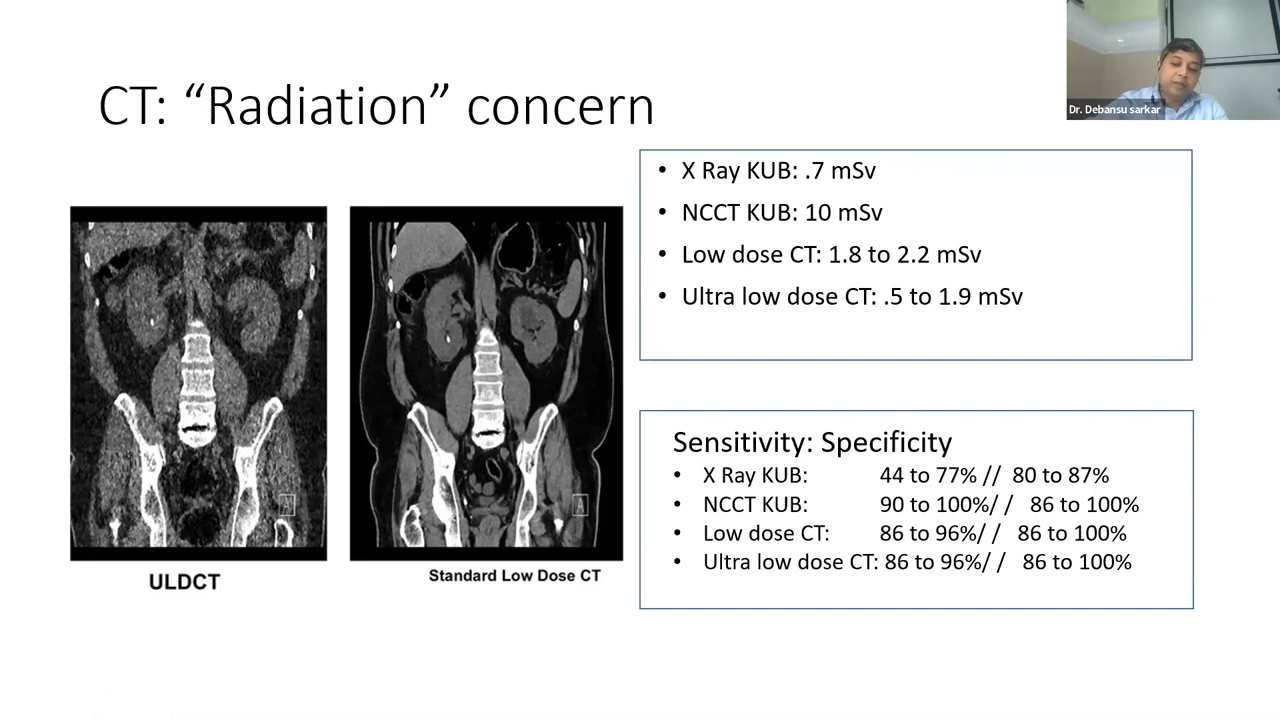 CT: “Radiation” concern
Dr. Debansu sarkar
• X Ray KUB: .7 mSv
• NCCT KUB: 10 mSv
• Low dose CT: 1.8 to 2.2 mSv
• Ultra low dose CT: .5 to 1.9 mSv
A
A
ULDCT
Standard Low Dose CT
Sensitivity: Specificity
• X Ray KUB: 44 to 77% // 80 to 87%
• NCCT KUB: 90 to 100%/ / 86 to 100%
• Low dose CT: 86 to 96%/ / 86 to 100%
• Ultra low dose CT: 86 to 96%/ / 86 to 100%